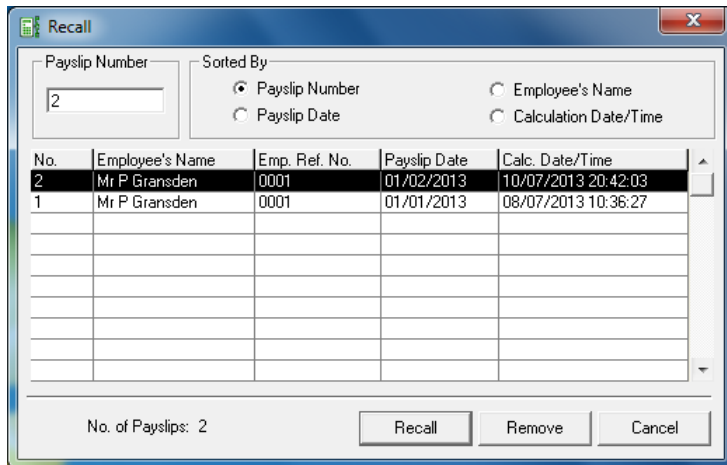 Recall
Payslip Number
2
Sorted By
Payslip Number
Employee's Name
Payslip Date
Calculation Date/Time
No. Employee's Name Emp. Ref. No. Payslip Date Calc. Date/Time
2 Mr P Gransden 0001 01/02/2013 10/07/2013 20:42:03
1 Mr P Gransden 0001 01/01/2013 08/07/2013 10:36:27
No. of Payslips: 2
Recall Remove Cancel